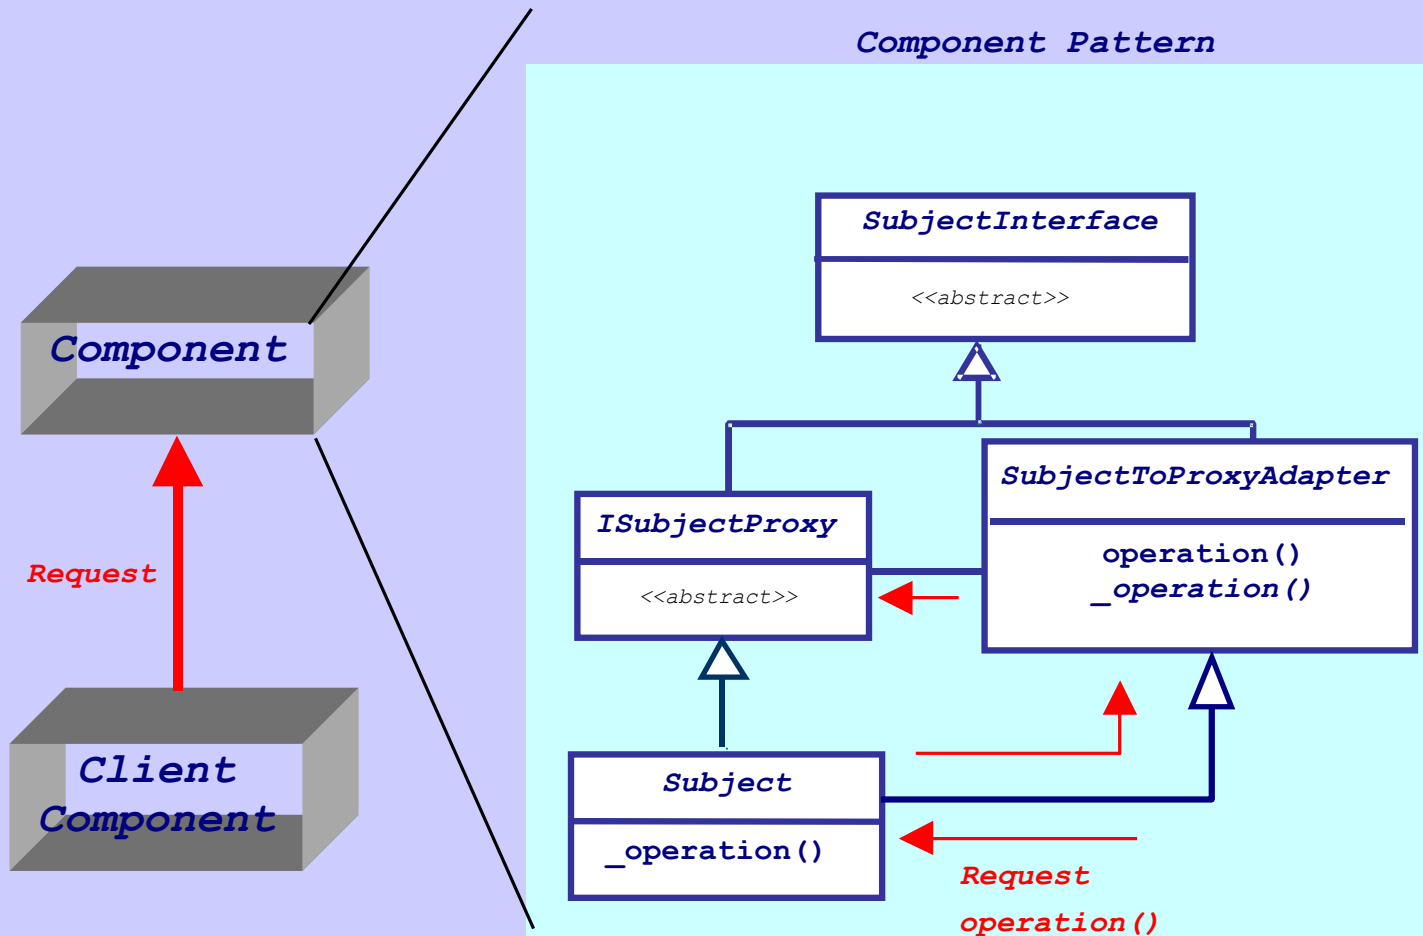 Component Pattern
SubjectInterface
<<abstract>>
Component
SubjectToProxyAdapter
operation()
_operation()
ISubjectProxy
<<abstract>>
Request
Client
Component
Subject
_operation()
Request
operation()